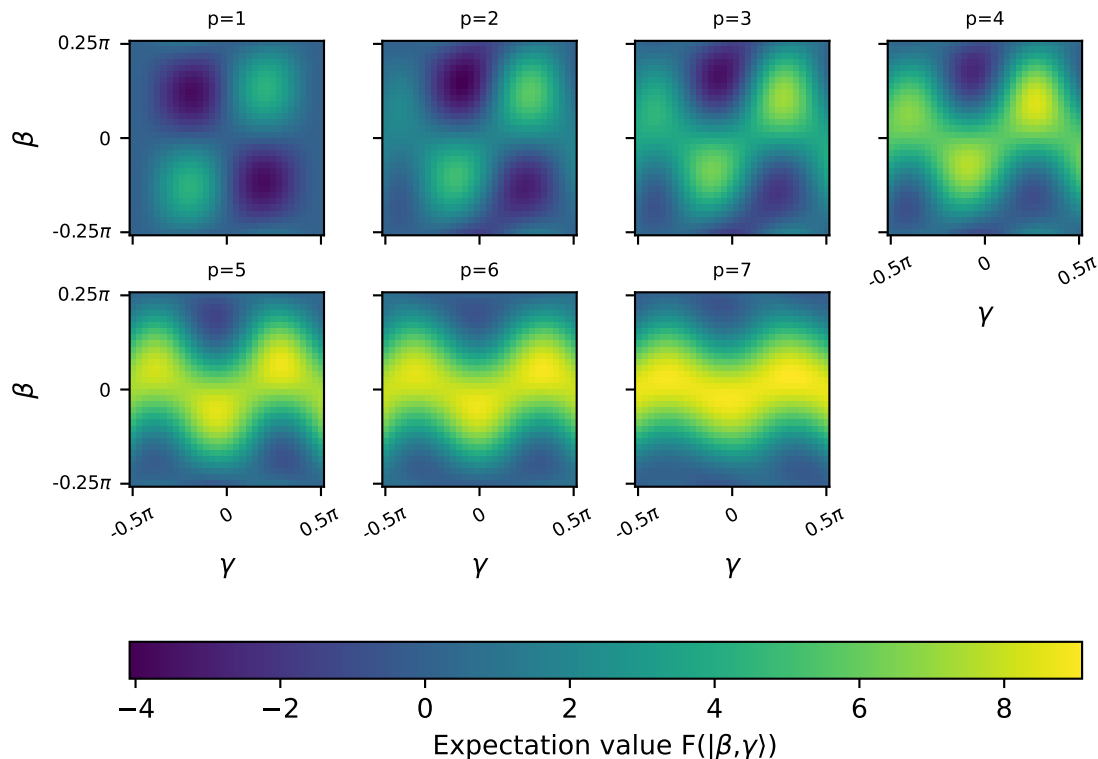 p=1 p=2 p=3 p=4
0.25π
β
0
-0.25π
-0.5π 0 0.5π
γ
p=5 p=6 p=7
0.25π
β
0
-0.25π
-0.5π 0 0.5π -0.5π 0 0.5π -0.5π 0 0.5π
γ γ γ
−4 −2 0 2 4 6 8
Expectation value F(|β,γ⟩)